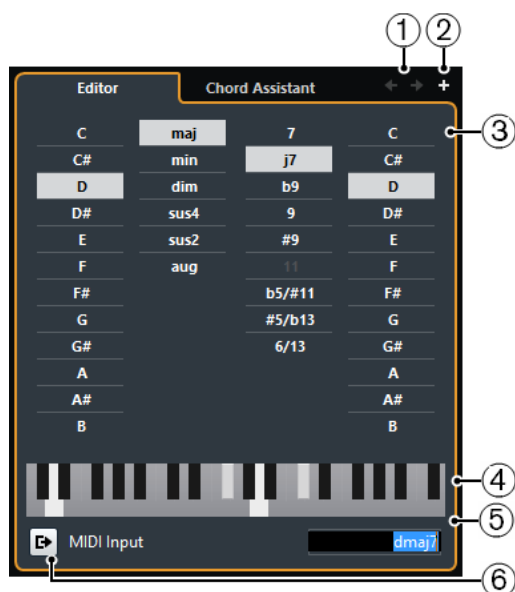 1 2
Editor Chord Assistant
C maj 7 C 3
C# min j7 C#
D dim b9 D
D# sus4 9 D#
E sus2 #9 E
F aug 11 F
F# b5/#11 F#
G #5/b13 G
G# 6/13 G#
A A
A# A#
B B
4
5
MIDI Input dmaj7
6